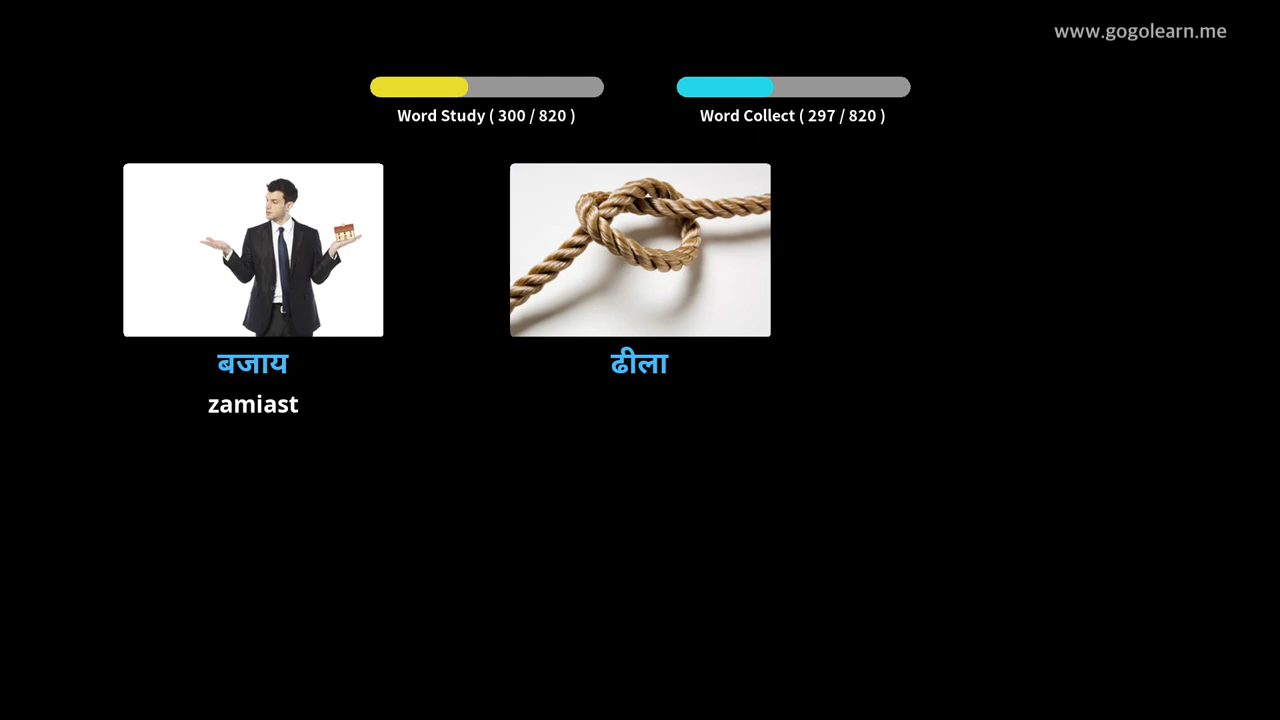 www.gogolearn.me
Word Study ( 300 / 820 )
Word Collect ( 297 / 820 )
बजाय
ढीला
zamiast